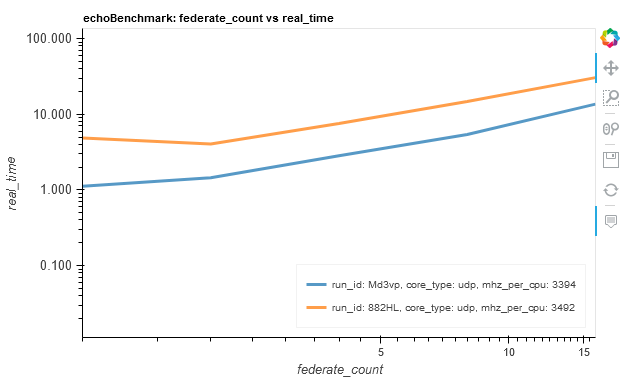 echoBenchmark: federate_count vs real_time
100.000
10.000
1.000
0.100
real_time
run_id: Md3vp, core_type: udp, mhz_per_cpu: 3394
run_id: 882HL, core_type: udp, mhz_per_cpu: 3492
5
10
15
federate_count